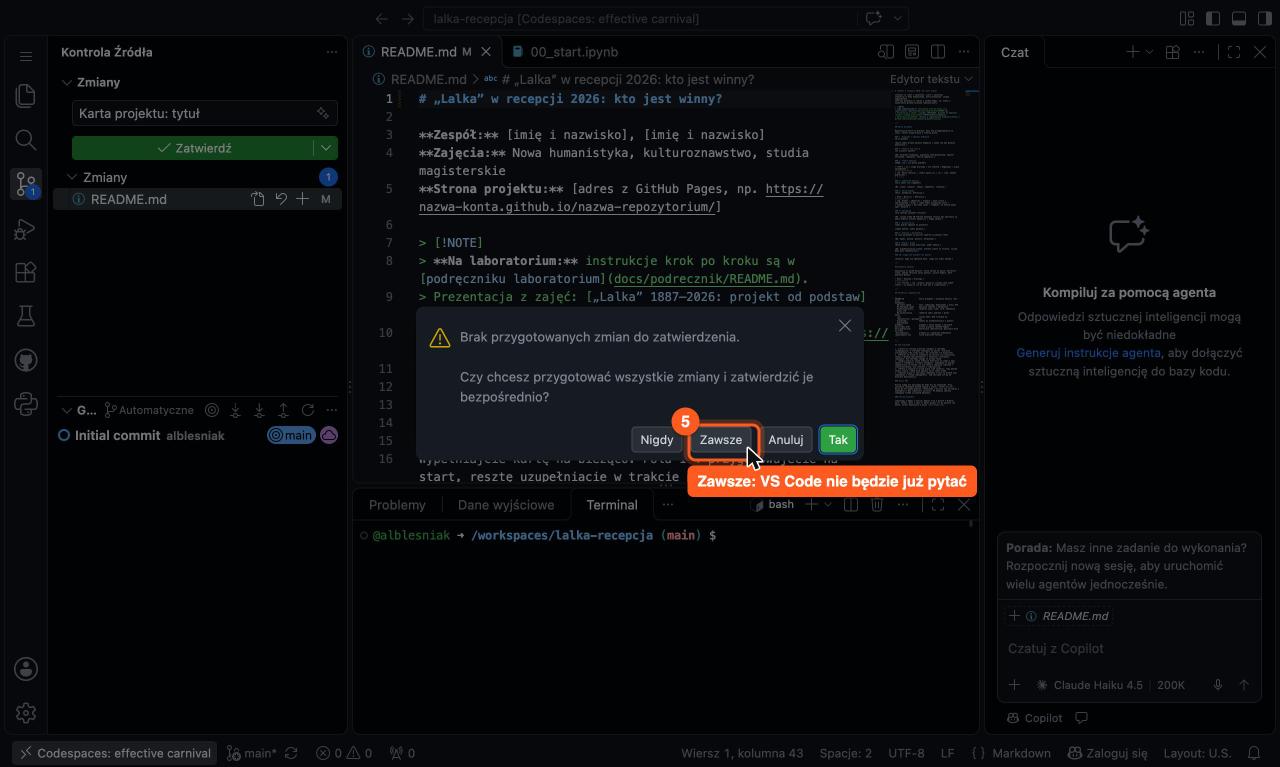 lalka-recepcja [Codespaces: effective carnival]
Kontrola Źródła
Zmiany
Karta projektu: tytuł
Zatwierdź
Zmiany
1
README.md
M
1
G...
Automatyczne
Initial commit alblesniak
main
README.md M
00_start.ipynb
README.md > abc # „Lalka” w recepcji 2026: kto jest winny?
Edytor tekstu
1 # „Lalka” w recepcji 2026: kto jest winny?
2
3 **Zespół:** [imię i nazwisko], [imię i nazwisko]
4 **Zajęcia:** Nowa humanistyka, kulturoznawstwo, studia
magisterskie
5 **Strona projektu:** [adres z GitHub Pages, np. https://
nazwa-konta.github.io/nazwa-repozytorium/]
6
7 > [!NOTE]
8 > **Na laboratorium:** instrukcje krok po kroku są w
[podręczniku laboratorium](docs/podrecznik/README.md).
9 > Prezentacja z zajęć: [„Lalka” 1887–2026: projekt od podstaw]
10
11
12
13
14
15
16
start, resztę uzupełniacie w trakcie
Brak przygotowanych zmian do zatwierdzenia.
Czy chcesz przygotować wszystkie zmiany i zatwierdzić je
bezpośrednio?
5
Nigdy
Zawsze
Anuluj
Tak
Zawsze: VS Code nie będzie już pytać
Problemy
Dane wyjściowe
Terminal
bash
@alblesniak → /workspaces/lalka-recepcja (main) $
Czat
Kompiluj za pomocą agenta
Odpowiedzi sztucznej inteligencji mogą
być niedokładne
Generuj instrukcje agenta, aby dołączyć
sztuczną inteligencję do bazy kodu.
Porada: Masz inne zadanie do wykonania?
Rozpocznij nową sesję, aby uruchomić
wielu agentów jednocześnie.
README.md
Czatuj z Copilot
Claude Haiku 4.5 200K
Copilot
Codespaces: effective carnival
main*
0 0
0
Wiersz 1, kolumna 43
Spacje: 2
UTF-8
LF
{ } Markdown
Zaloguj się
Layout: U.S.